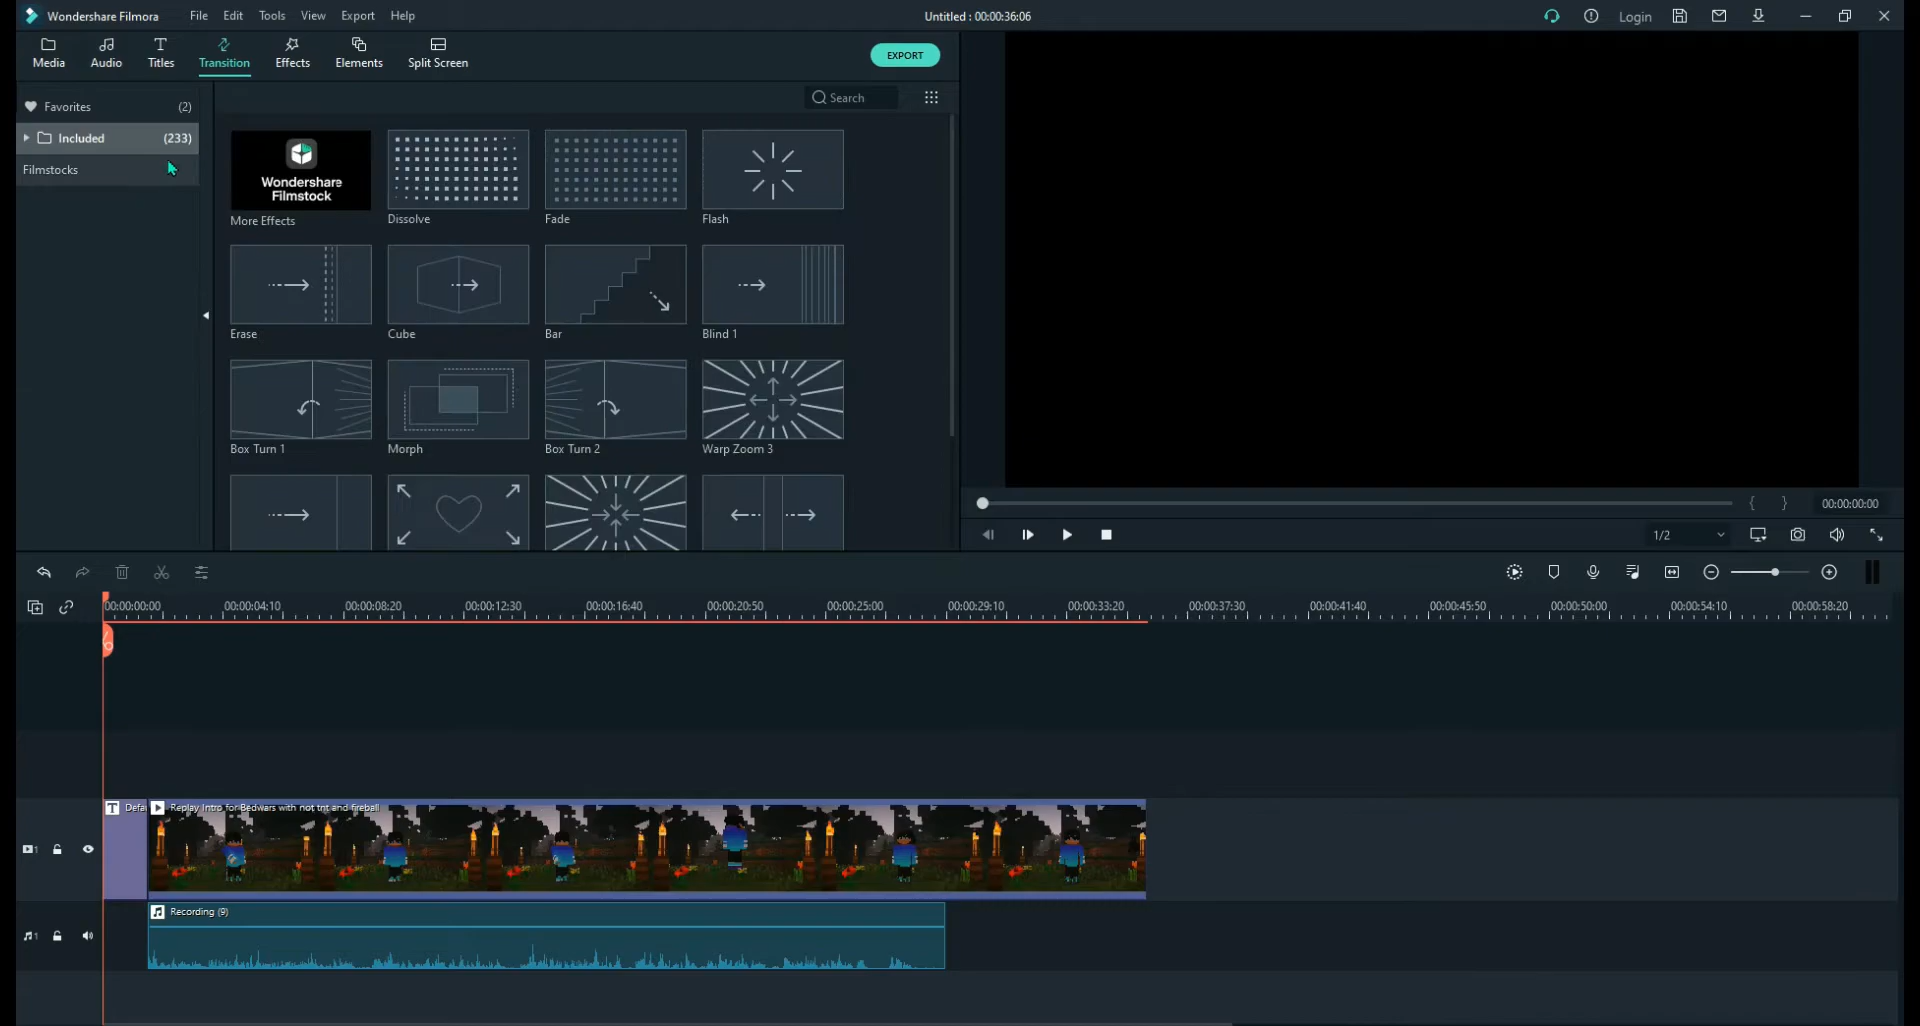 Wondershare Filmora File Edit Tools View Export Help Untitled : 00:00:36:06 Login
Media Audio Titles Transition Effects Elements Split Screen EXPORT
Favorites (2)
Included (233)
Filmstocks
Search
Wondershare
Filmstock
More Effects Dissolve Fade Flash
Erase Cube Bar Blind 1
Box Turn 1 Morph Box Turn 2 Warp Zoom 3
{ } 00:00:00:00
1/2
00:00:00:00 00:00:04:10 00:00:08:20 00:00:12:30 00:00:16:40 00:00:20:50 00:00:25:00 00:00:29:10 00:00:33:20 00:00:37:30 00:00:41:40 00:00:45:50 00:00:50:00 00:00:54:10 00:00:58:20
T Defau Replay Intro for Bedwars with not tnt and fireball
1
Recording (9)
1